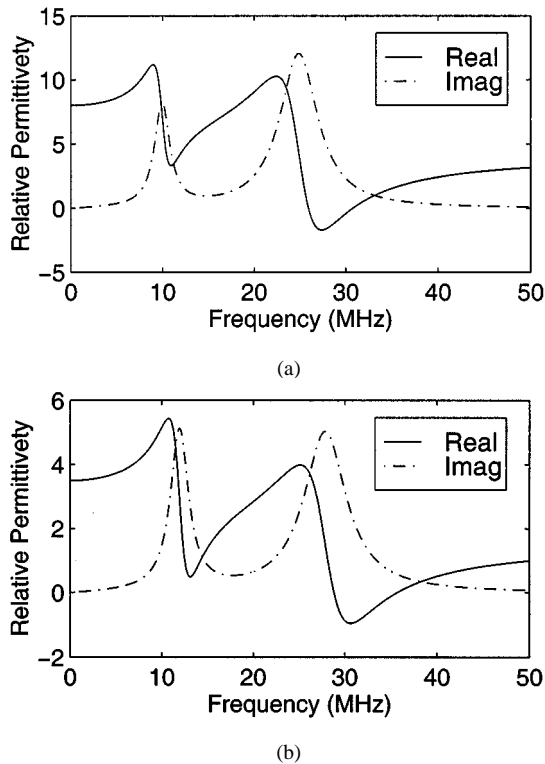 15
10
5
0
−5
Relative Permittivety
Real
Imag
0 10 20 30 40 50
Frequency (MHz)
(a)
6
4
2
0
−2
Relative Permittivety
Real
Imag
0 10 20 30 40 50
Frequency (MHz)
(b)